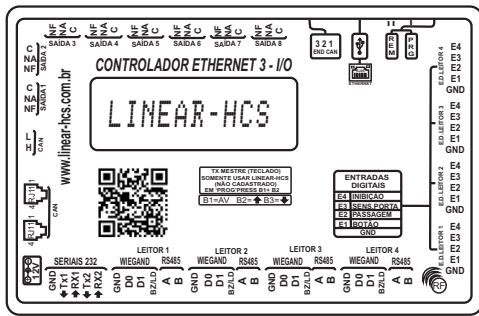 NF NA C NF NA C NF NA C NF NA C NF NA C NF NA C
SAÍDA 3 SAÍDA 4 SAÍDA 5 SAÍDA 6 SAÍDA 7 SAÍDA 8
3 2 1
END CAN
ETHERNET
REM
PRG
C
NA
NF
SAÍDA 2
C
NA
NF
SAÍDA1
L
H
CAN
4 RJ11 1
4 RJ11 1
CAN
12V
www.linear-hcs.com.br
CONTROLADOR ETHERNET 3 - I/O
LINEAR-HCS
TX MESTRE (TECLADO)
SOMENTE USAR LINEAR-HCS
(NÃO CADASTRADO)
EM 'PROG'PRESS B1+ B2
B1=AV B2=🡅 B3=🡇
ENTRADAS
DIGITAIS
E4 INIBIÇÃO
E3 SENS.PORTA
E2 PASSAGEM
E1 BOTÃO
GND
E4
E3
E2
E1
GND
E.D.LEITOR 4
E4
E3
E2
E1
GND
E.D.LEITOR 3
E4
E3
E2
E1
GND
E.D.LEITOR 2
E4
E3
E2
E1
GND
E.D.LEITOR 1
RF
SERIAIS 232
GND
Tx1
RX1
Tx2
RX2
LEITOR 1
WIEGAND RS485
GND D0 D1 BZ/LD A B
LEITOR 2
WIEGAND RS485
GND D0 D1 BZ/LD A B
LEITOR 3
WIEGAND RS485
GND D0 D1 BZ/LD A B
LEITOR 4
WIEGAND RS485
GND D0 D1 BZ/LD A B